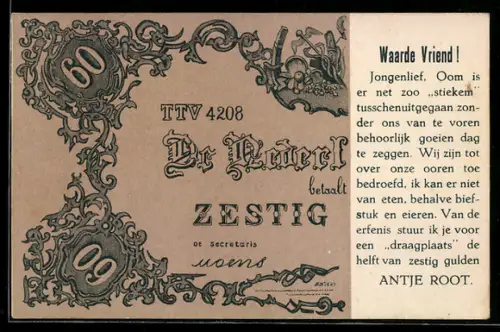 60
TTV 4208
De Nederl
betaalt
ZESTIG
De secretaris
Moens
60
Waarde Vriend!
Jongenlief, Oom is
er net zoo „stiekem"
tusschenuitgegaan zon-
der ons van te voren
behoorlijk goeien dag
te zeggen. Wij zijn tot
over onze ooren toe
bedroefd, ik kan er niet
van eten, behalve bief-
stuk en eieren. Van de
erfenis stuur ik je voor
een „draagplaats" de
helft van zestig gulden
ANTJE ROOT.